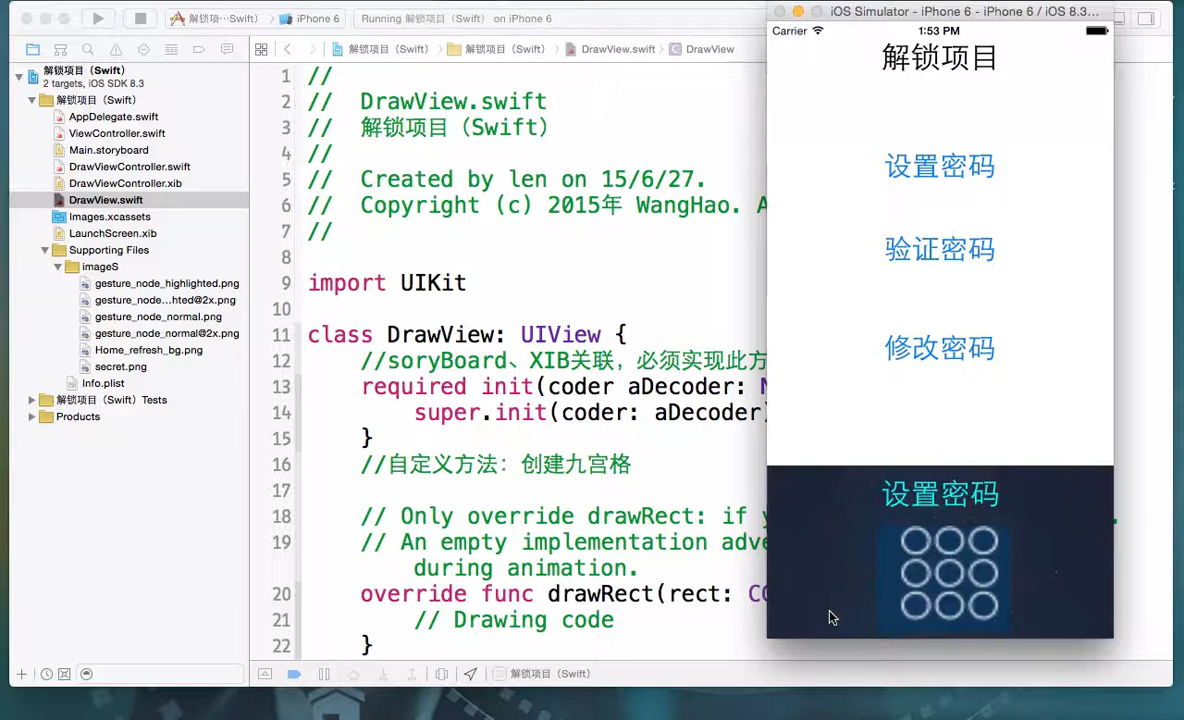 解锁项···Swift）
iPhone 6
Running 解锁项目（Swift） on iPhone 6
解锁项目（Swift）
解锁项目（Swift）
DrawView.swift
DrawView
解锁项目（Swift）
2 targets, iOS SDK 8.3
解锁项目（Swift）
AppDelegate.swift
ViewController.swift
Main.storyboard
DrawViewController.swift
DrawViewController.xib
DrawView.swift
Images.xcassets
LaunchScreen.xib
Supporting Files
imageS
gesture_node_highlighted.png
gesture_node...hted@2x.png
gesture_node_normal.png
gesture_node_normal@2x.png
Home_refresh_bg.png
secret.png
Info.plist
解锁项目（Swift）Tests
Products
1 //
2 // DrawView.swift
3 // 解锁项目（Swift）
4 //
5 // Created by len on 15/6/27.
6 // Copyright (c) 2015年 WangHao. A
7 //
8
9 import UIKit
10
11 class DrawView: UIView {
12 //soryBoard、XIB关联，必须实现此方
13 required init(coder aDecoder: N
14 super.init(coder: aDecoder)
15 }
16 //自定义方法：创建九宫格
17
18 // Only override drawRect: if y
19 // An empty implementation adve
during animation.
20 override func drawRect(rect: CG
21 // Drawing code
22 }
解锁项目（Swift）
iOS Simulator - iPhone 6 - iPhone 6 / iOS 8.3...
Carrier
1:53 PM
解锁项目
设置密码
验证密码
修改密码
设置密码